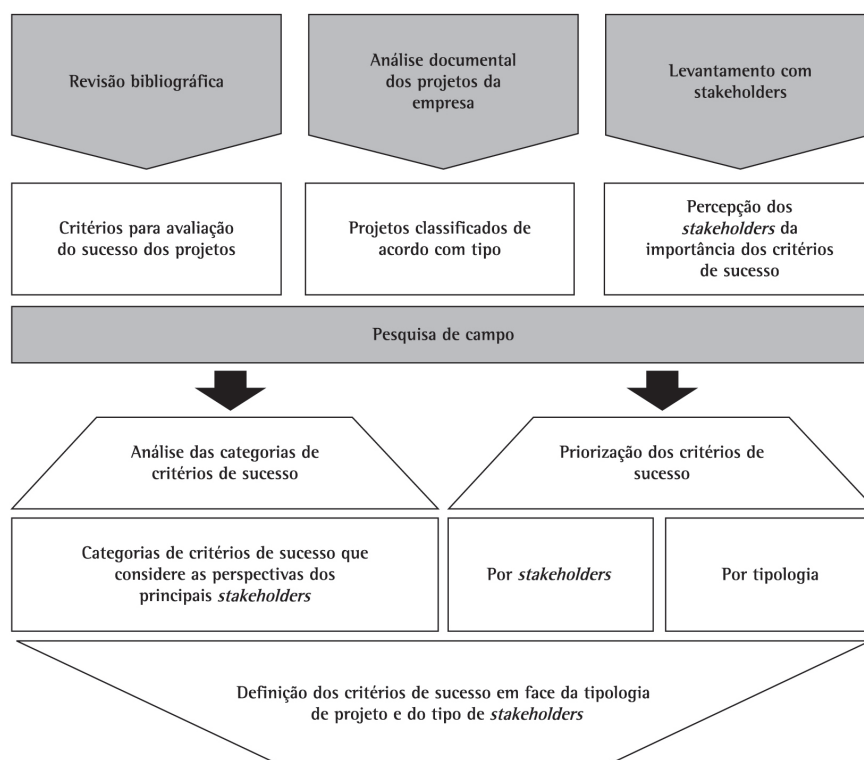 Revisão bibliográfica
Análise documental
dos projetos da
empresa
Levantamento com
stakeholders
Critérios para avaliação
do sucesso dos projetos
Projetos classificados de
acordo com tipo
Percepção dos
stakeholders da
importância dos critérios
de sucesso
Pesquisa de campo
Análise das categorias de
critérios de sucesso
Priorização dos critérios de
sucesso
Categorias de critérios de sucesso que
considere as perspectivas dos
principais stakeholders
Por stakeholders
Por tipologia
Definição dos critérios de sucesso em face da tipologia
de projeto e do tipo de stakeholders